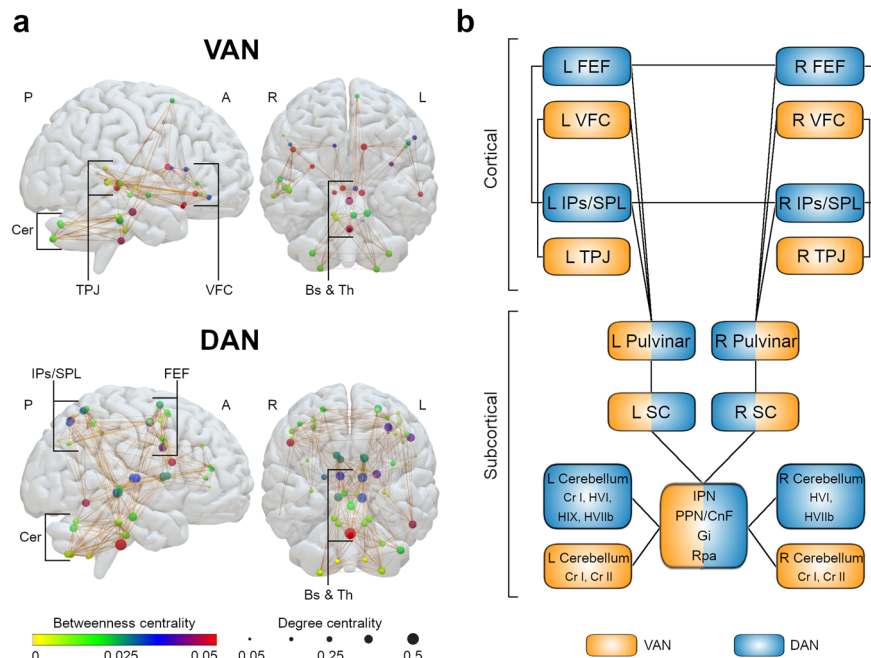 a
VAN
P
A
R
L
Cer
TPJ
VFC
Bs & Th
DAN
IPs/SPL
FEF
P
A
R
L
Cer
Bs & Th
Betweenness centrality
0
0.025
0.05
Degree centrality
0.05
0.25
0.5
b
Cortical
L FEF
R FEF
L VFC
R VFC
L IPs/SPL
R IPs/SPL
L TPJ
R TPJ
Subcortical
L Pulvinar
R Pulvinar
L SC
R SC
L Cerebellum
Cr I, HVI,
HIX, HVIIb
IPN
PPN/CnF
Gi
Rpa
R Cerebellum
HVI,
HVIIb
L Cerebellum
Cr I, Cr II
R Cerebellum
Cr I, Cr II
VAN
DAN